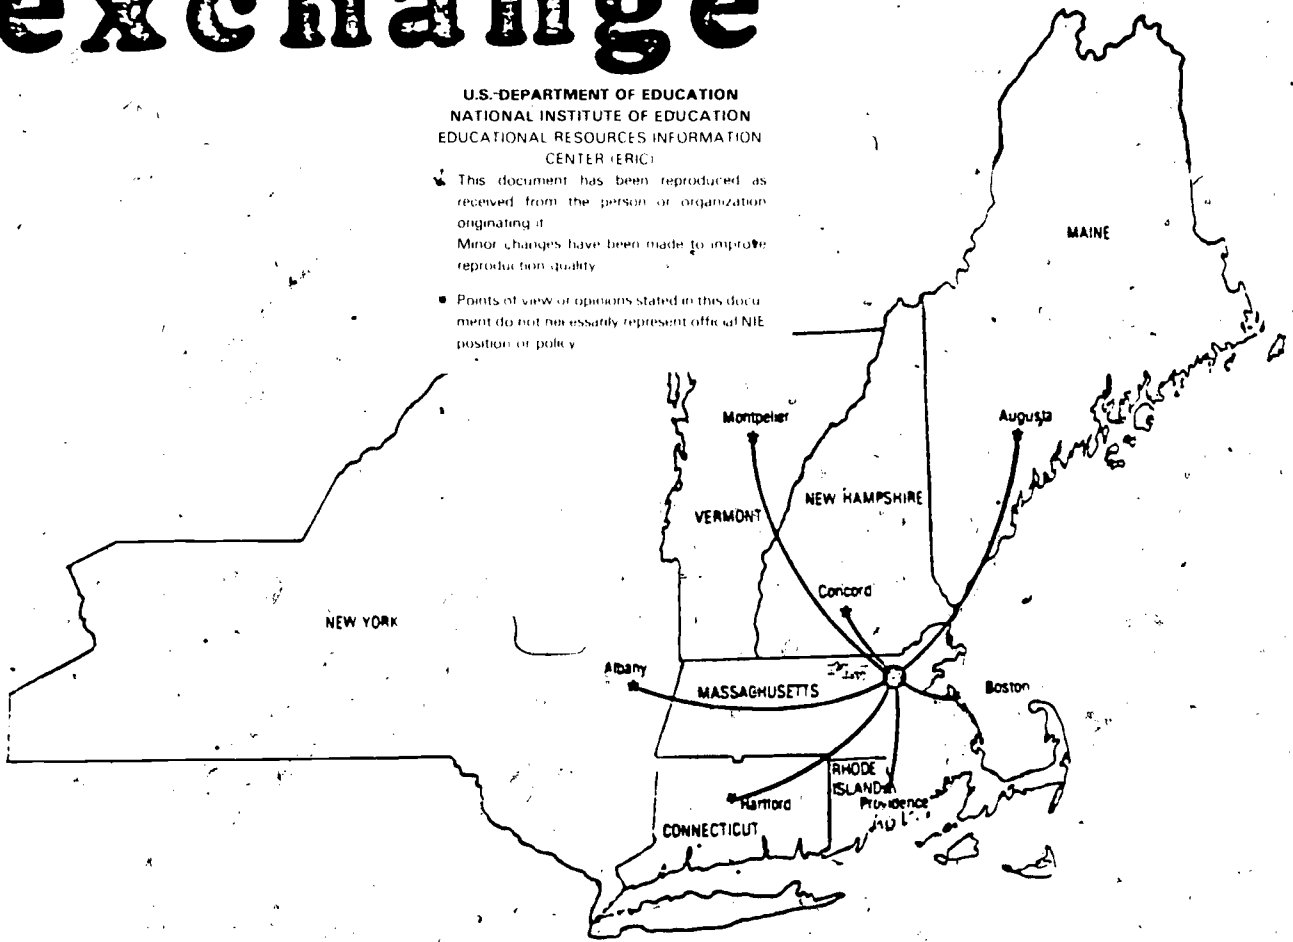 exchange
U.S. DEPARTMENT OF EDUCATION
NATIONAL INSTITUTE OF EDUCATION
EDUCATIONAL RESOURCES INFORMATION
CENTER (ERIC)
This document has been reproduced as
received from the person or organization
originating it
Minor changes have been made to improve
reproduction quality
Points of view or opinions stated in this docu
ment do not necessarily represent official NIE
position or policy
MAINE
Montpelier
Augusta
NEW HAMPSHIRE
VERMONT
Concord
NEW YORK
Albany
MASSACHUSETTS
Boston
RHODE
ISLAND
Providence
Hartford
CONNECTICUT